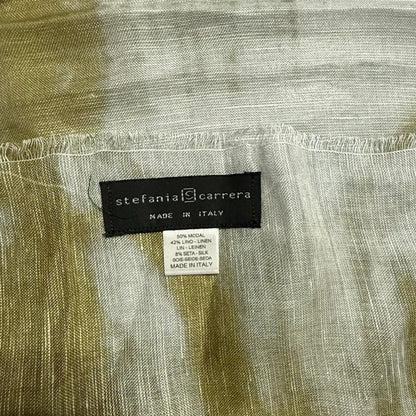 stefania carrera
MADE IN ITALY
50% MODAL
42% LINO - LINEN
LIN - LEINEN
8% SETA - SILK
SOIE-SEIDE-SEDA
MADE IN ITALY